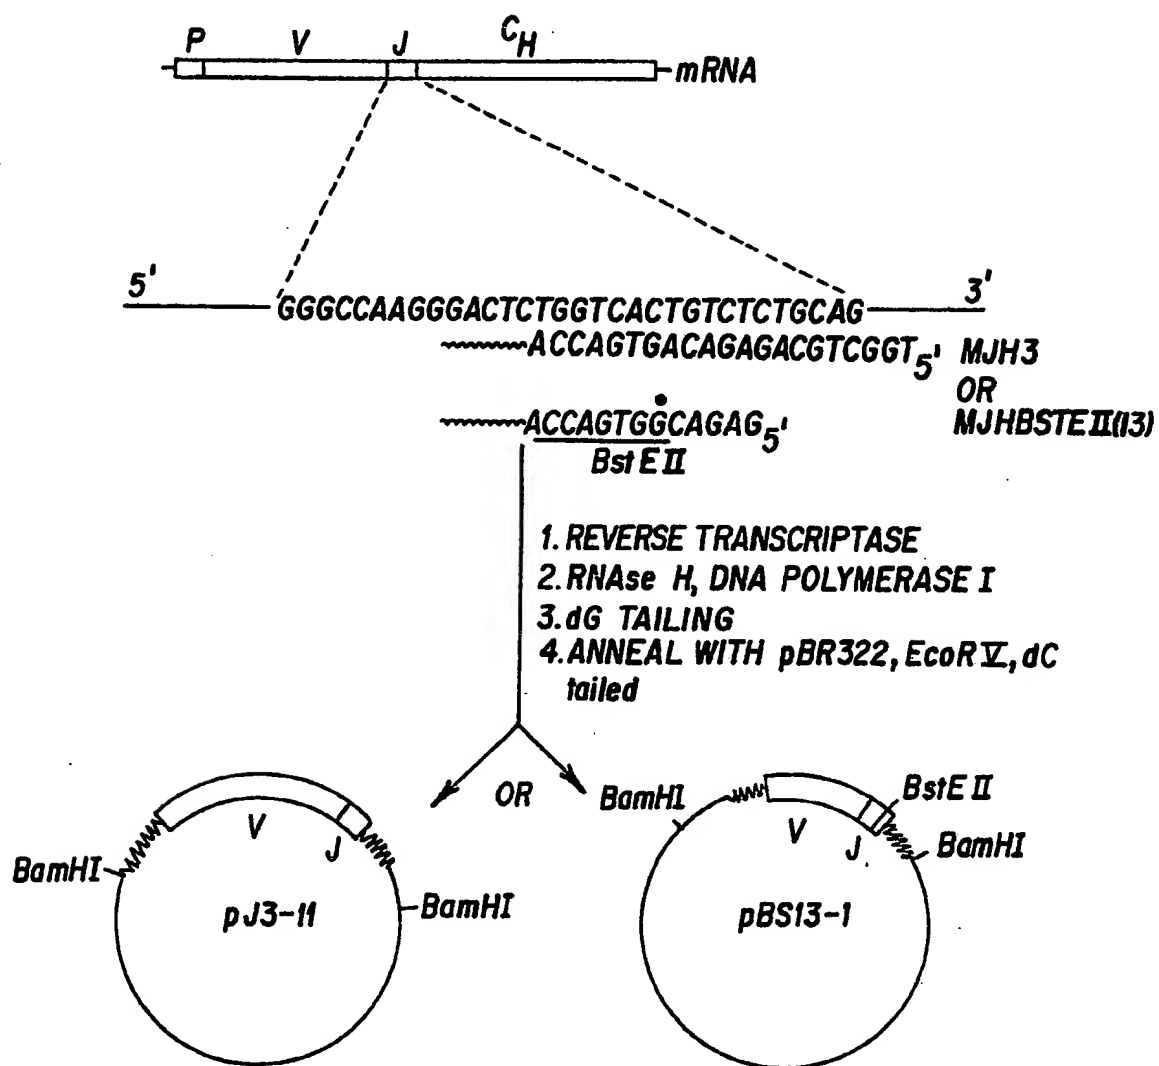 P V J CH
mRNA
5' 3'
GGGCCAAGGGACTCTGGTCACTGTCTCTGCAG
ACCAGTGACAGAGACGTCGGT5' MJH3
OR
MJHBSTEII(13)
ACCAGTGGCAGAG5'
BstEII
1. REVERSE TRANSCRIPTASE
2. RNAse H, DNA POLYMERASE I
3. dG TAILING
4. ANNEAL WITH pBR322, EcoRV, dC
tailed
OR
BamHI
V
J
BamHI
pJ3-11
BamHI
V
J
BstEII
BamHI
pBS13-1